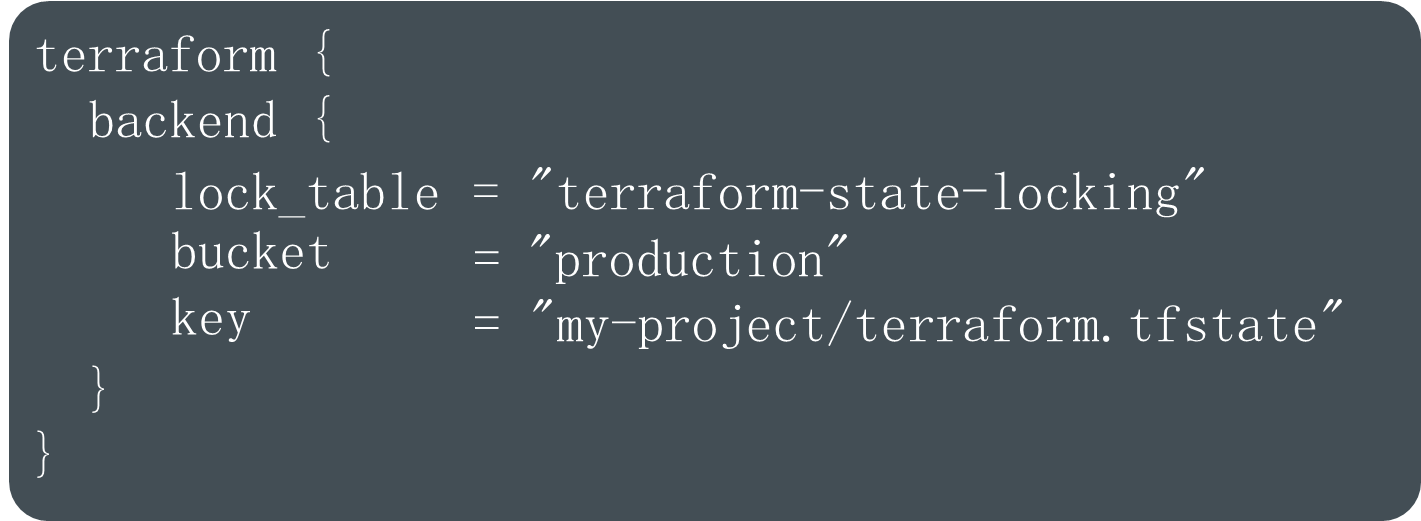 terraform {
  backend {
     lock_table = "terraform-state-locking"
     bucket     = "production"
     key        = "my-project/terraform.tfstate"
  }
}